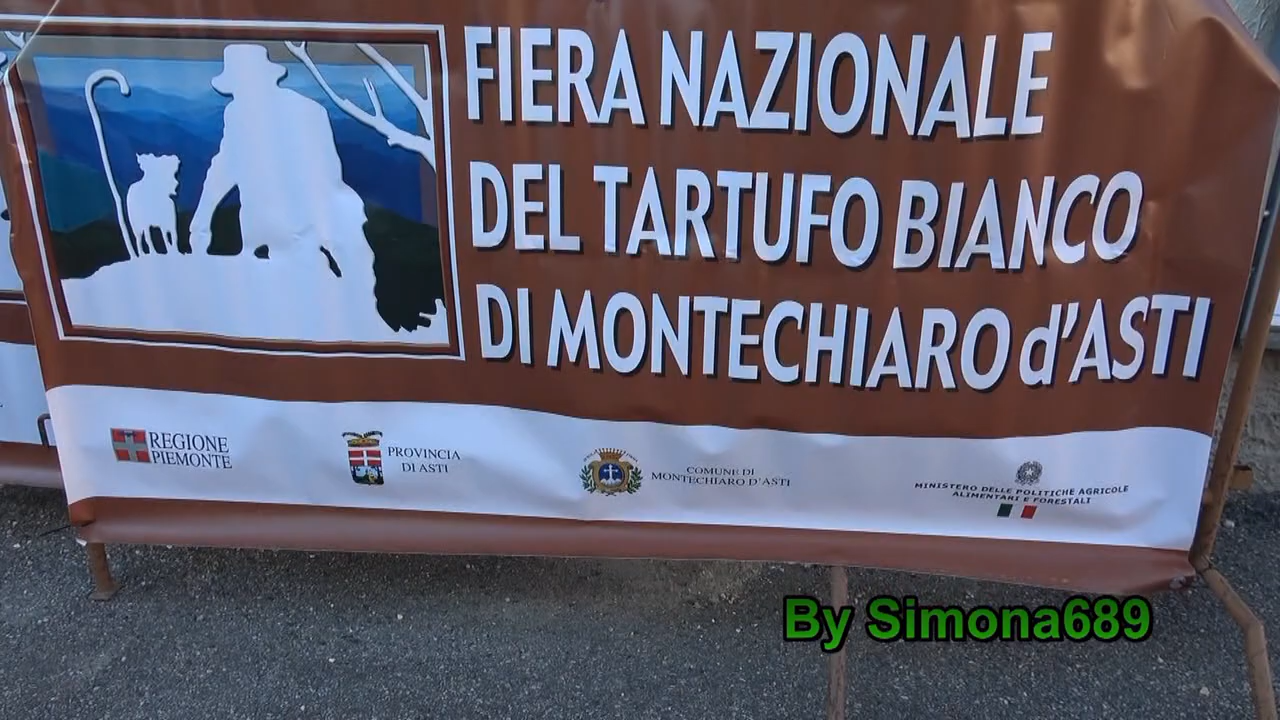 FIERA NAZIONALE
DEL TARTUFO BIANCO
DI MONTECHIARO d'ASTI
REGIONE
PIEMONTE
PROVINCIA
DI ASTI
COMUNE DI
MONTECHIARO D'ASTI
MINISTERO DELLE POLITICHE AGRICOLE
ALIMENTARI E FORESTALI
By Simona689